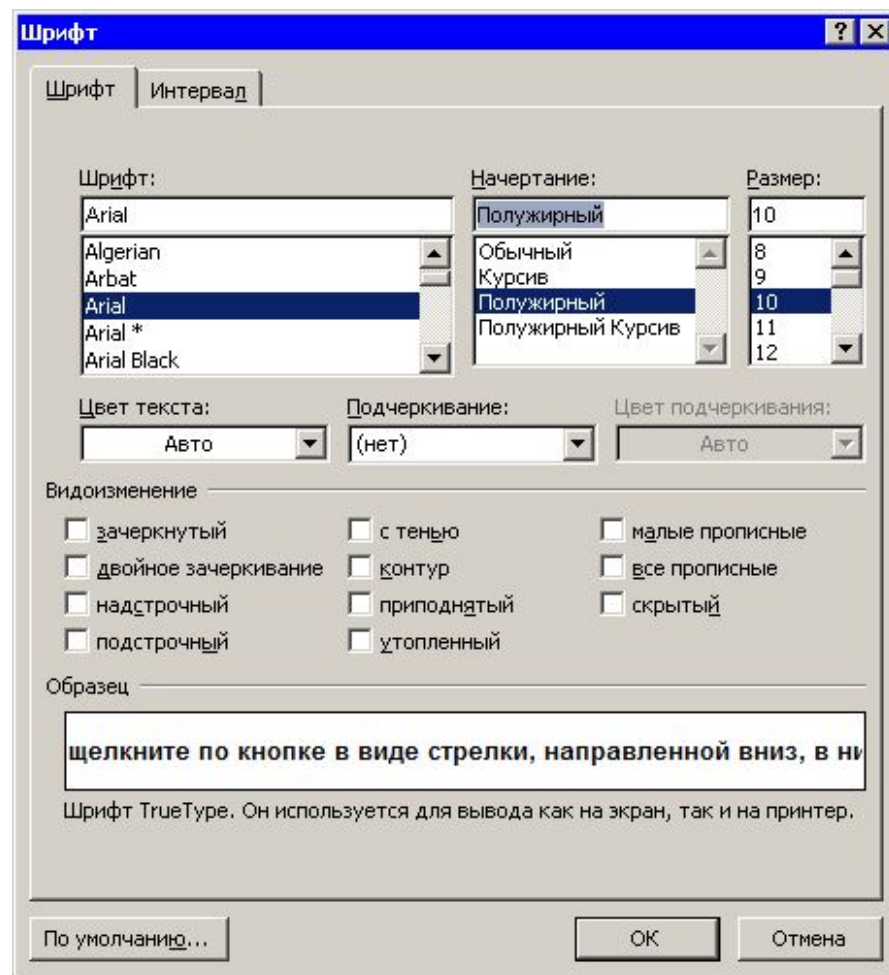 Шрифт
Шрифт Интервал
Шрифт: Начертание: Размер:
Arial Полужирный 10
Algerian Обычный 8
Arbat Курсив 9
Arial Полужирный 10
Arial * Полужирный Курсив 11
Arial Black 12
Цвет текста: Подчеркивание: Цвет подчеркивания:
Авто (нет) Авто
Видоизменение
зачеркнутый с тенью малые прописные
двойное зачеркивание контур все прописные
надстрочный приподнятый скрытый
подстрочный утопленный
Образец
щелкните по кнопке в виде стрелки, направленной вниз, в ни
Шрифт TrueType. Он используется для вывода как на экран, так и на принтер.
По умолчанию... ОК Отмена